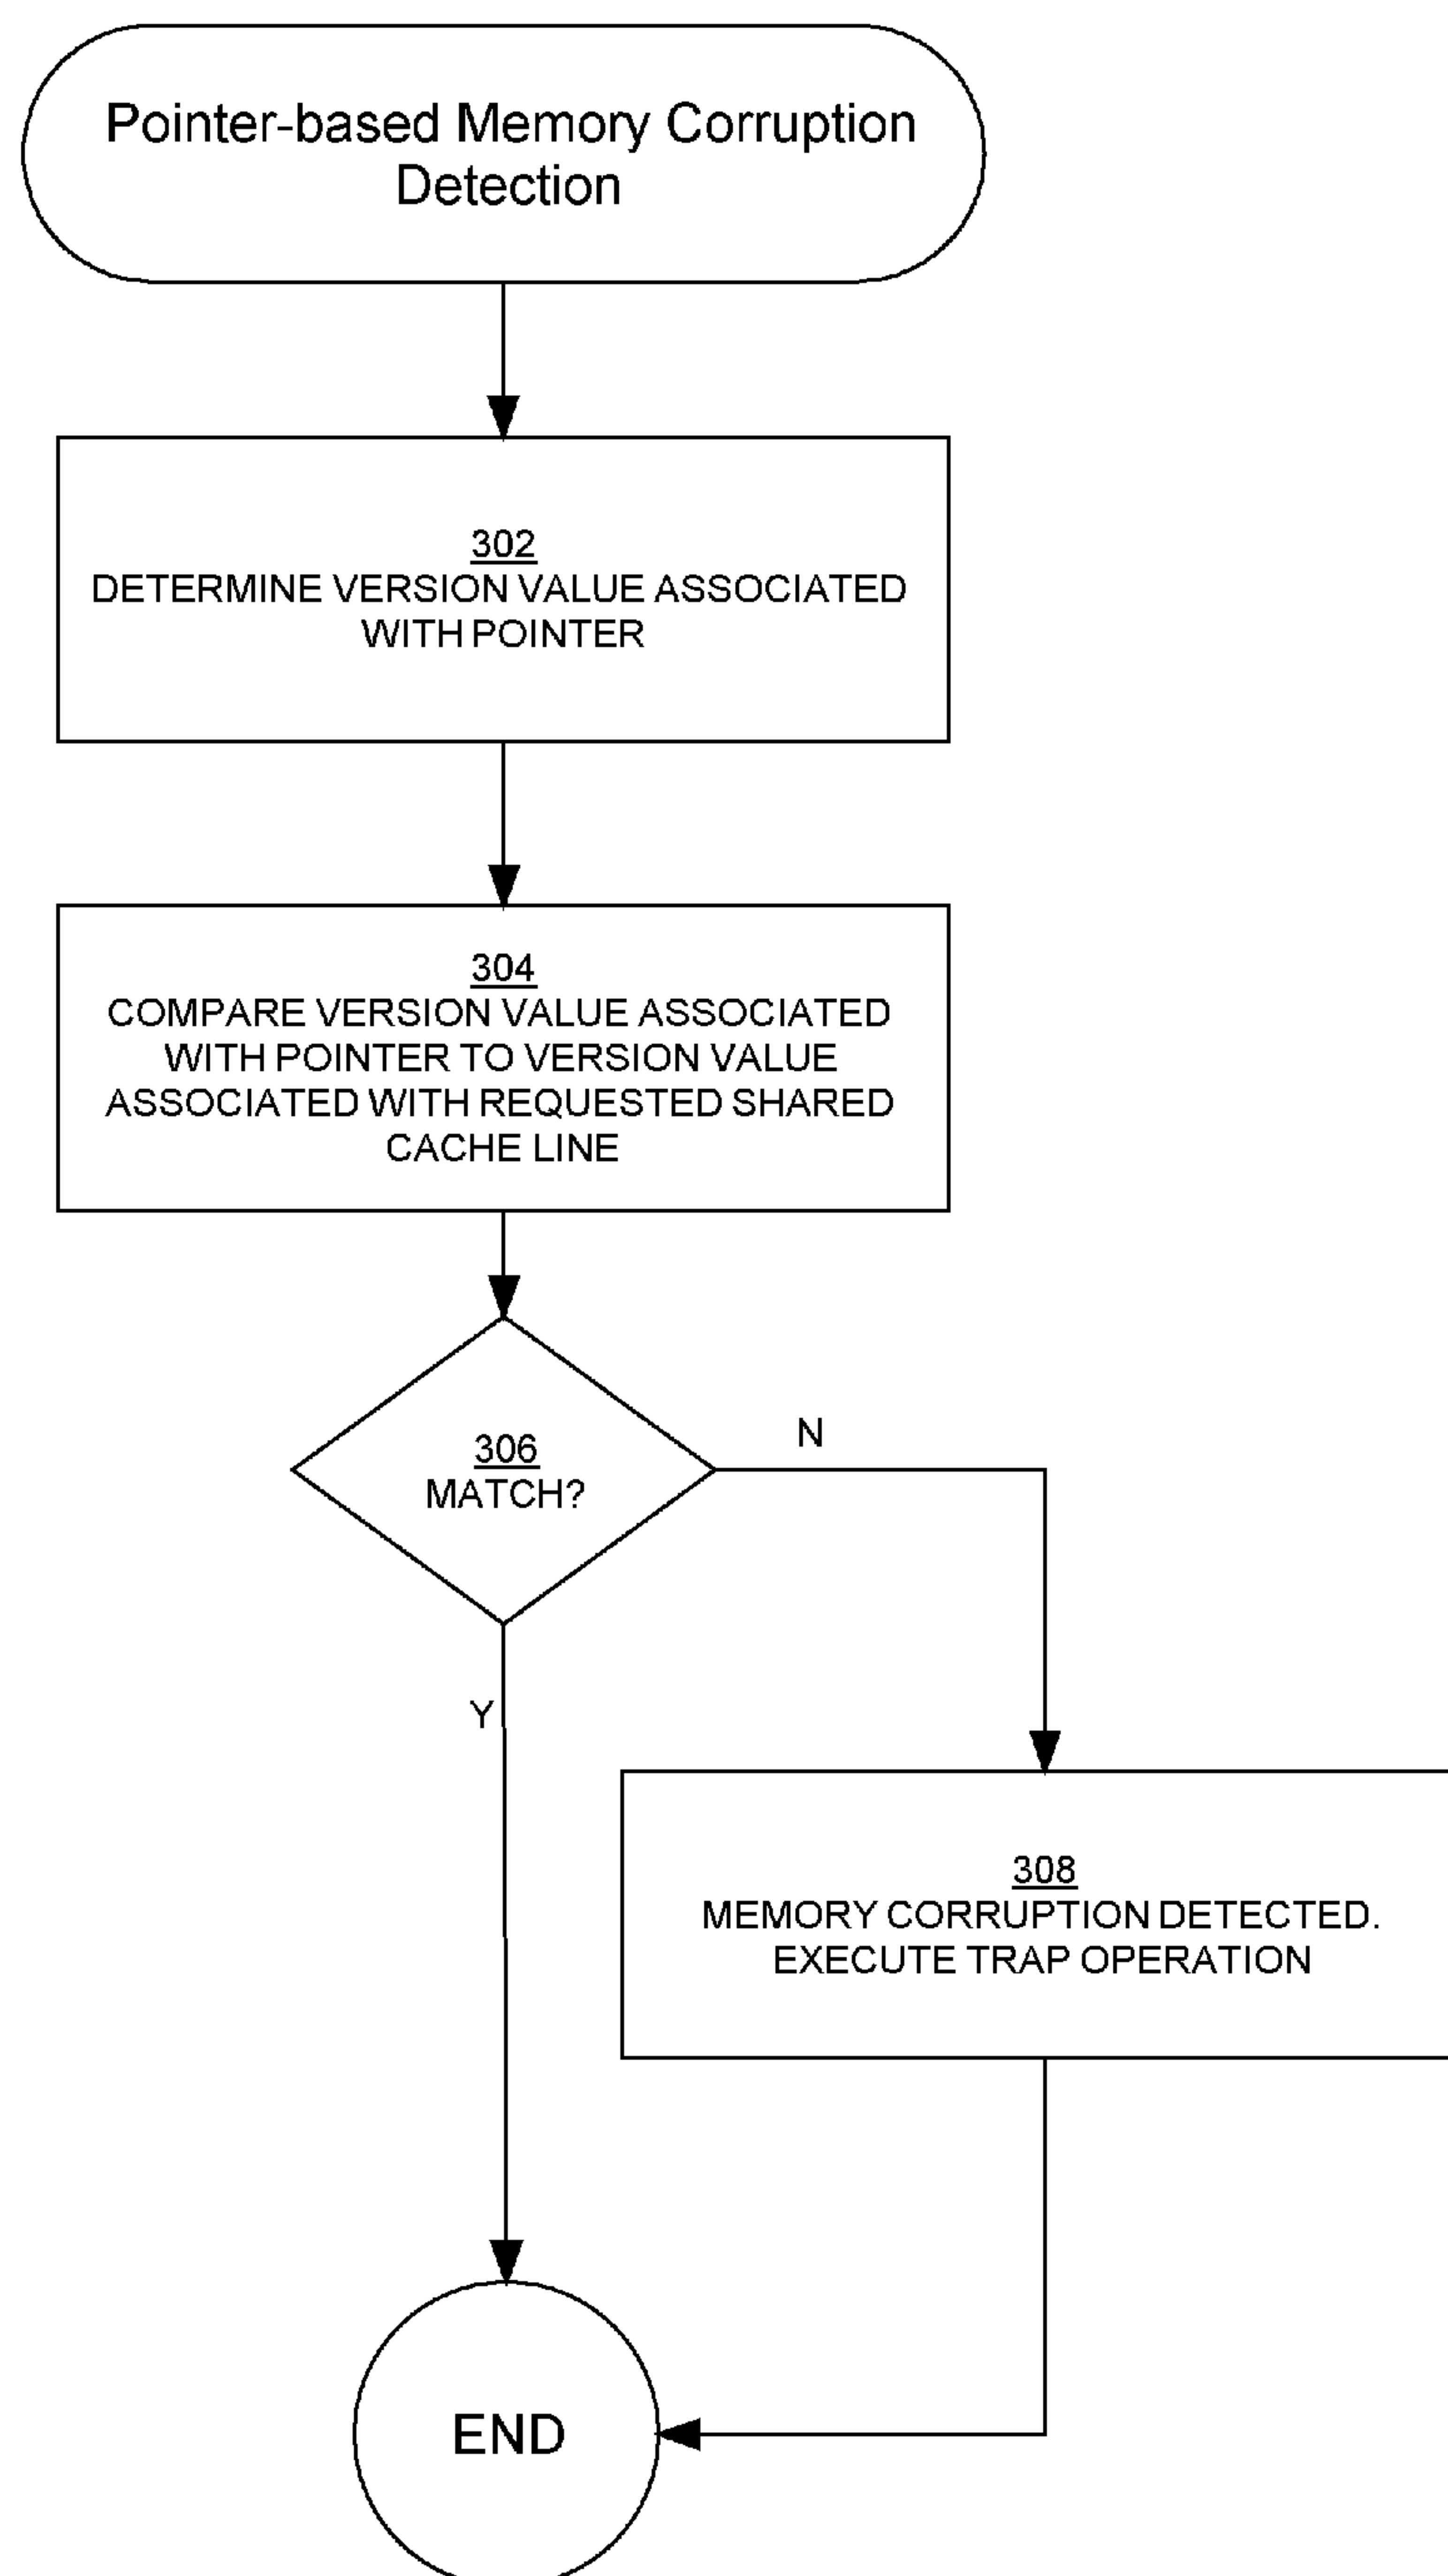 Pointer-based Memory Corruption
Detection
302
DETERMINE VERSION VALUE ASSOCIATED
WITH POINTER
304
COMPARE VERSION VALUE ASSOCIATED
WITH POINTER TO VERSION VALUE
ASSOCIATED WITH REQUESTED SHARED
CACHE LINE
306
MATCH?
N
Y
308
MEMORY CORRUPTION DETECTED.
EXECUTE TRAP OPERATION
END